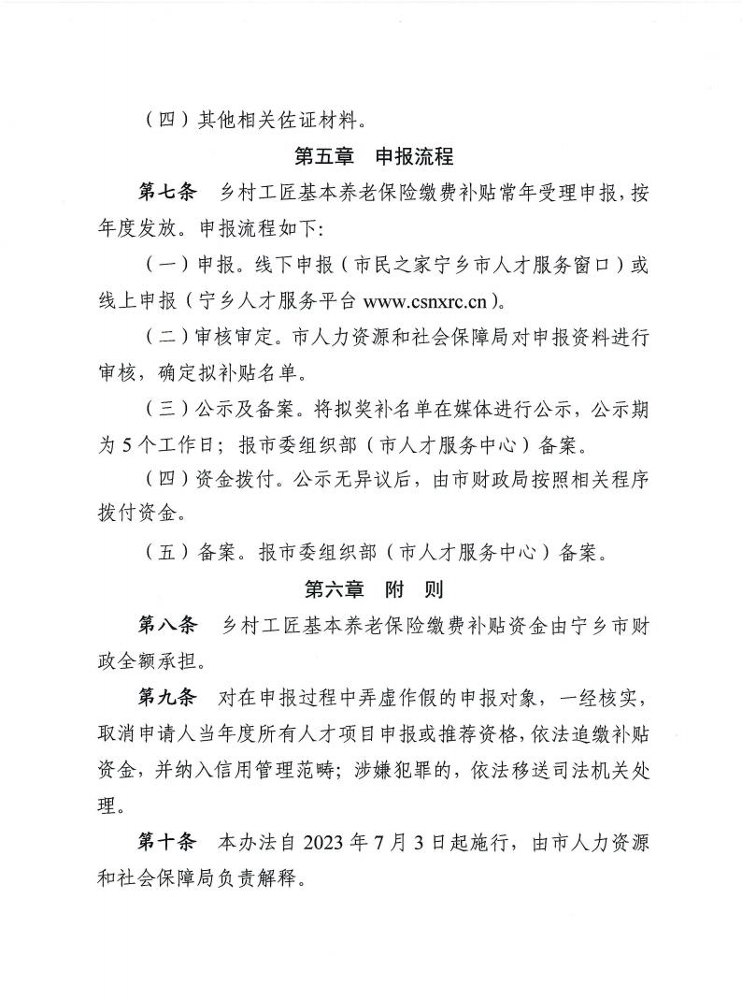 （四）其他相关佐证材料。
第五章　申报流程
第七条　乡村工匠基本养老保险缴费补贴常年受理申报，按
年度发放。申报流程如下：
（一）申报。线下申报（市民之家宁乡市人才服务窗口）或
线上申报（宁乡人才服务平台 www.csnxrc.cn）。
（二）审核审定。市人力资源和社会保障局对申报资料进行
审核，确定拟补贴名单。
（三）公示及备案。将拟奖补名单在媒体进行公示，公示期
为 5 个工作日；报市委组织部（市人才服务中心）备案。
（四）资金拨付。公示无异议后，由市财政局按照相关程序
拨付资金。
（五）备案。报市委组织部（市人才服务中心）备案。
第六章　附　则
第八条　乡村工匠基本养老保险缴费补贴资金由宁乡市财
政全额承担。
第九条　对在申报过程中弄虚作假的申报对象，一经核实，
取消申请人当年度所有人才项目申报或推荐资格，依法追缴补贴
资金，并纳入信用管理范畴；涉嫌犯罪的，依法移送司法机关处
理。
第十条　本办法自 2023 年 7 月 3 日起施行，由市人力资源
和社会保障局负责解释。